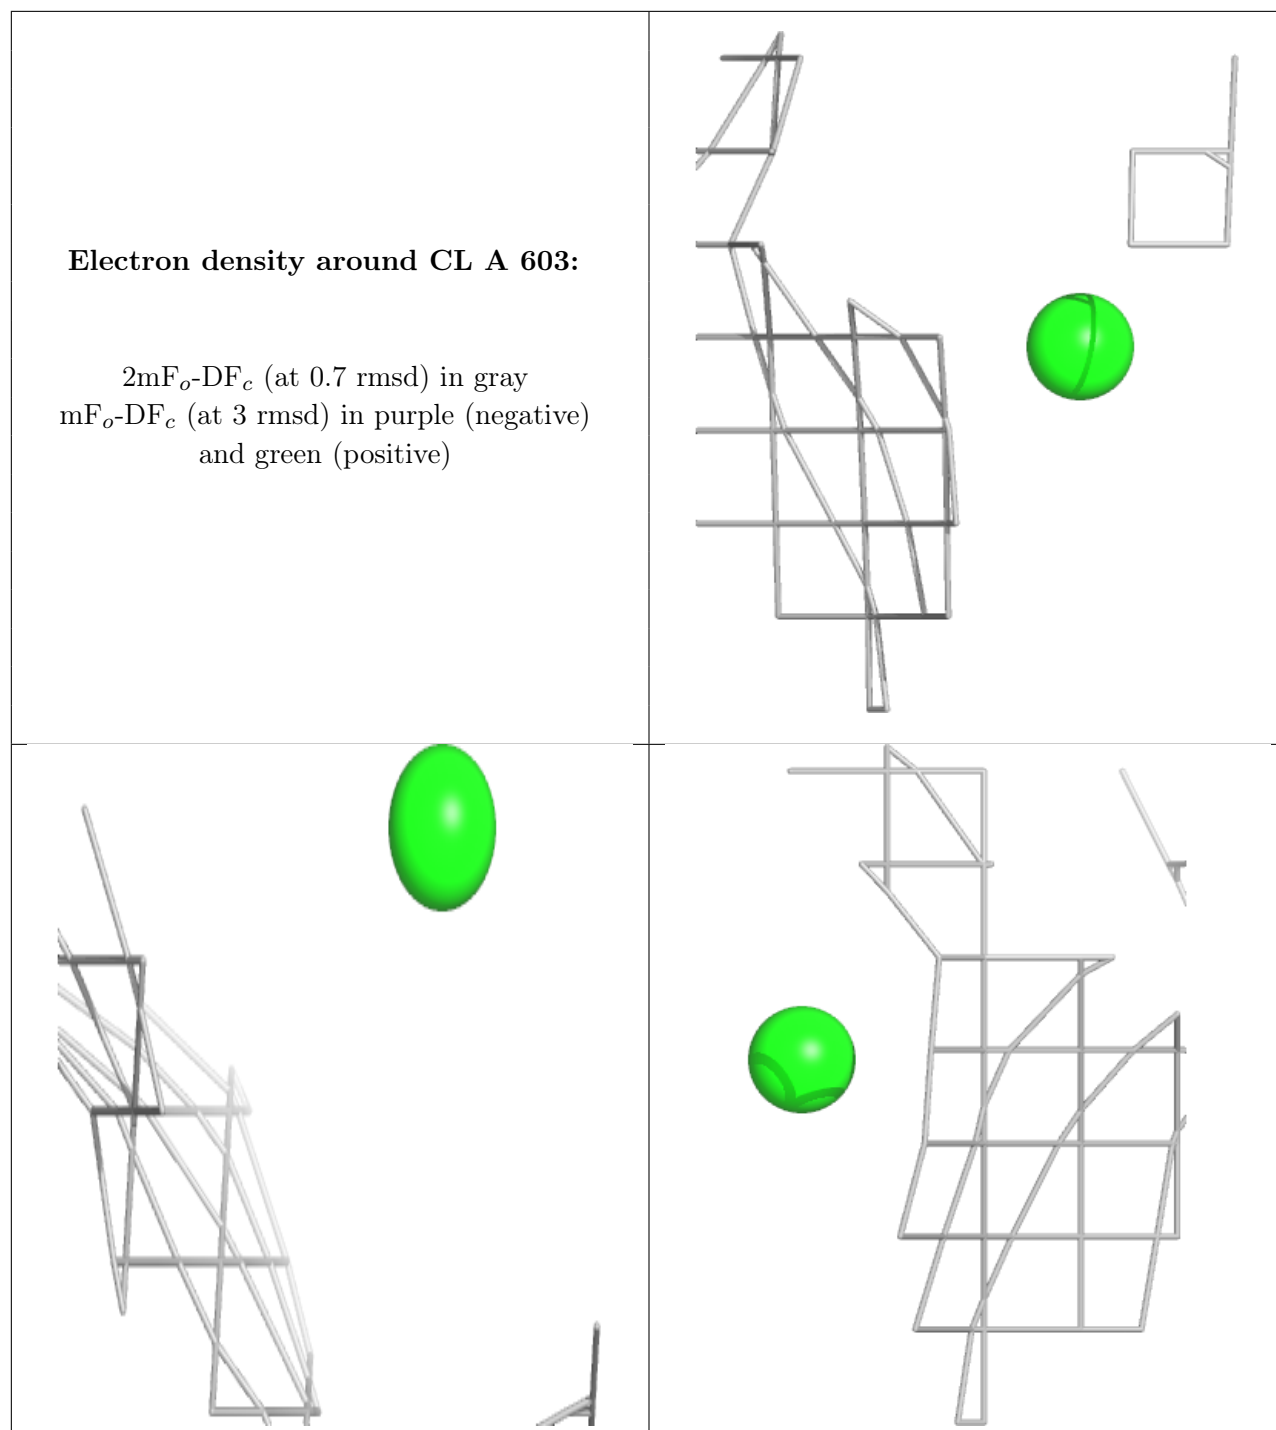 Electron density around CL A 603:
2mFo-DFc (at 0.7 rmsd) in gray
mFo-DFc (at 3 rmsd) in purple (negative)
and green (positive)